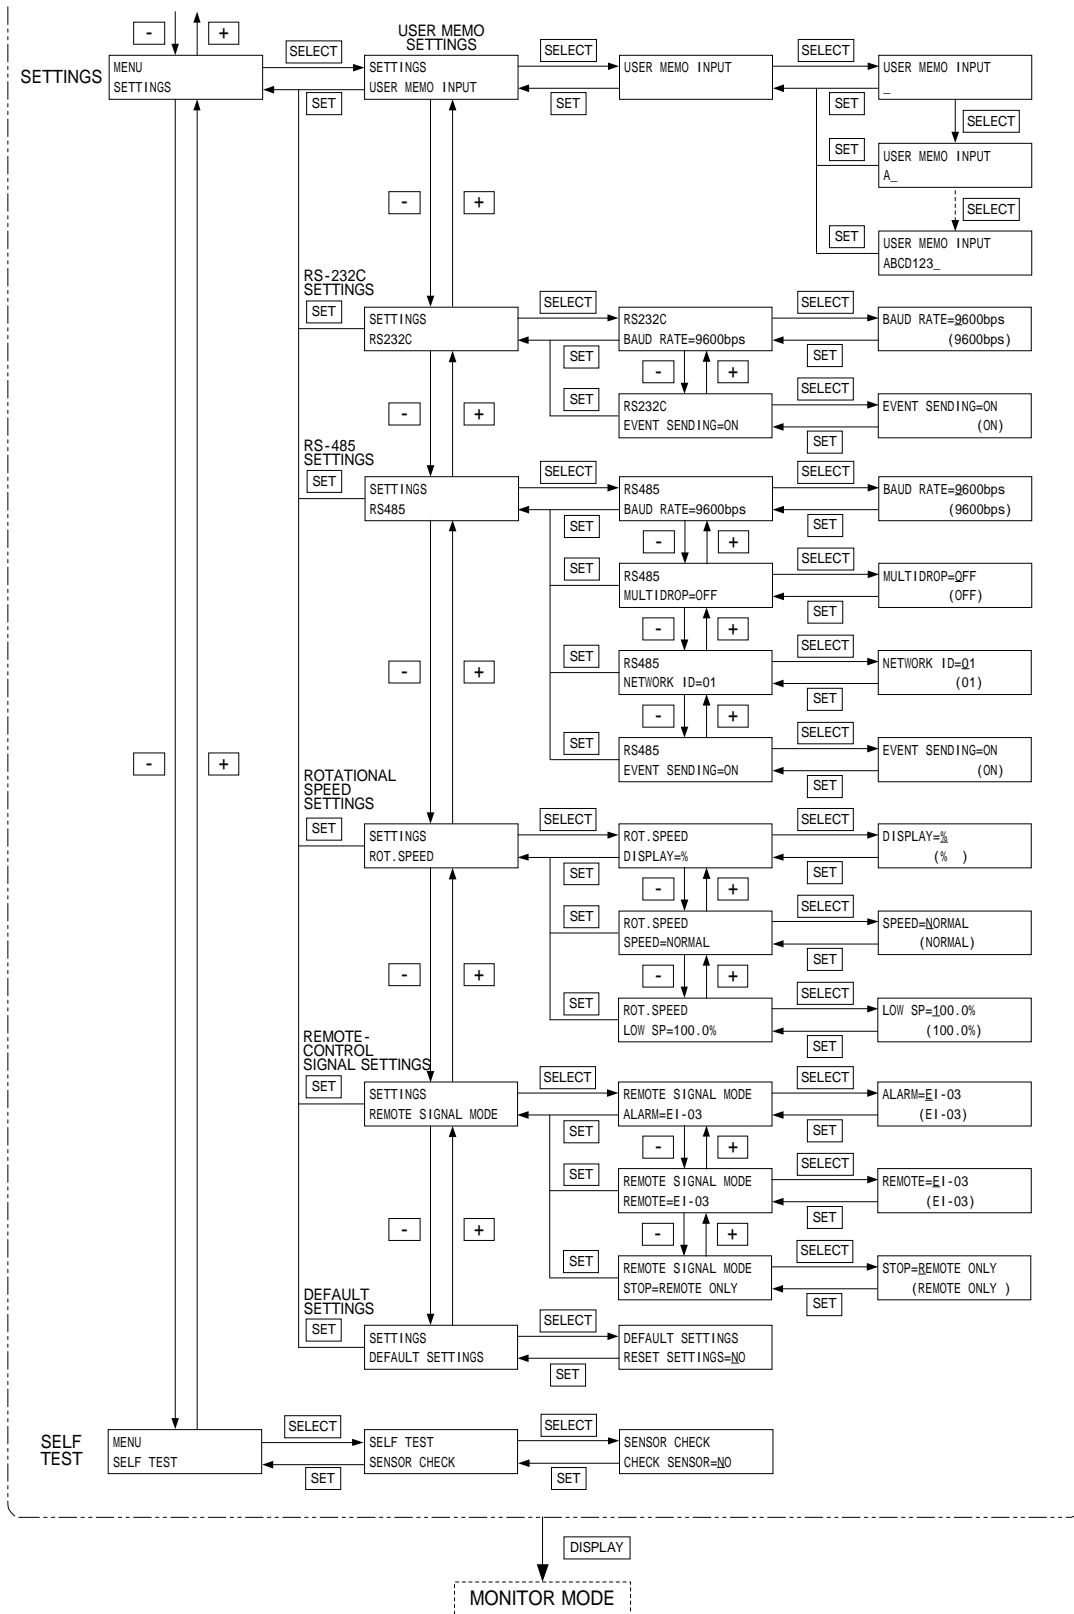 -
+
SETTINGS
MENU
SETTINGS
SELECT
SET
USER MEMO
SETTINGS
SETTINGS
USER MEMO INPUT
SELECT
SET
USER MEMO INPUT
SELECT
SET
USER MEMO INPUT
_
SELECT
SET
USER MEMO INPUT
A_
SELECT
SET
USER MEMO INPUT
ABCD123_
-
+
RS-232C
SETTINGS
SET
SETTINGS
RS232C
SELECT
SET
RS232C
BAUD RATE=9600bps
SELECT
SET
BAUD RATE=9600bps
(9600bps)
-
+
SET
RS232C
EVENT SENDING=ON
SELECT
SET
EVENT SENDING=ON
(ON)
-
+
RS-485
SETTINGS
SET
SETTINGS
RS485
SELECT
SET
RS485
BAUD RATE=9600bps
SELECT
SET
BAUD RATE=9600bps
(9600bps)
-
+
SET
RS485
MULTIDROP=OFF
SELECT
SET
MULTIDROP=OFF
(OFF)
-
+
SET
RS485
NETWORK ID=01
SELECT
SET
NETWORK ID=01
(01)
-
+
SET
RS485
EVENT SENDING=ON
SELECT
SET
EVENT SENDING=ON
(ON)
-
+
-
+
ROTATIONAL
SPEED
SETTINGS
SET
SETTINGS
ROT.SPEED
SELECT
SET
ROT.SPEED
DISPLAY=%
SELECT
SET
DISPLAY=%
(% )
-
+
SET
ROT.SPEED
SPEED=NORMAL
SELECT
SET
SPEED=NORMAL
(NORMAL)
-
+
SET
ROT.SPEED
LOW SP=100.0%
SELECT
SET
LOW SP=100.0%
(100.0%)
-
+
REMOTE-
CONTROL
SIGNAL SETTINGS
SET
SETTINGS
REMOTE SIGNAL MODE
SELECT
SET
REMOTE SIGNAL MODE
ALARM=EI-03
SELECT
SET
ALARM=EI-03
(EI-03)
-
+
SET
REMOTE SIGNAL MODE
REMOTE=EI-03
SELECT
SET
REMOTE=EI-03
(EI-03)
-
+
SET
REMOTE SIGNAL MODE
STOP=REMOTE ONLY
SELECT
SET
STOP=REMOTE ONLY
(REMOTE ONLY )
-
+
DEFAULT
SETTINGS
SET
SETTINGS
DEFAULT SETTINGS
SELECT
SET
DEFAULT SETTINGS
RESET SETTINGS=NO
SELF
TEST
MENU
SELF TEST
SELECT
SET
SELF TEST
SENSOR CHECK
SELECT
SET
SENSOR CHECK
CHECK SENSOR=NO
DISPLAY
MONITOR MODE